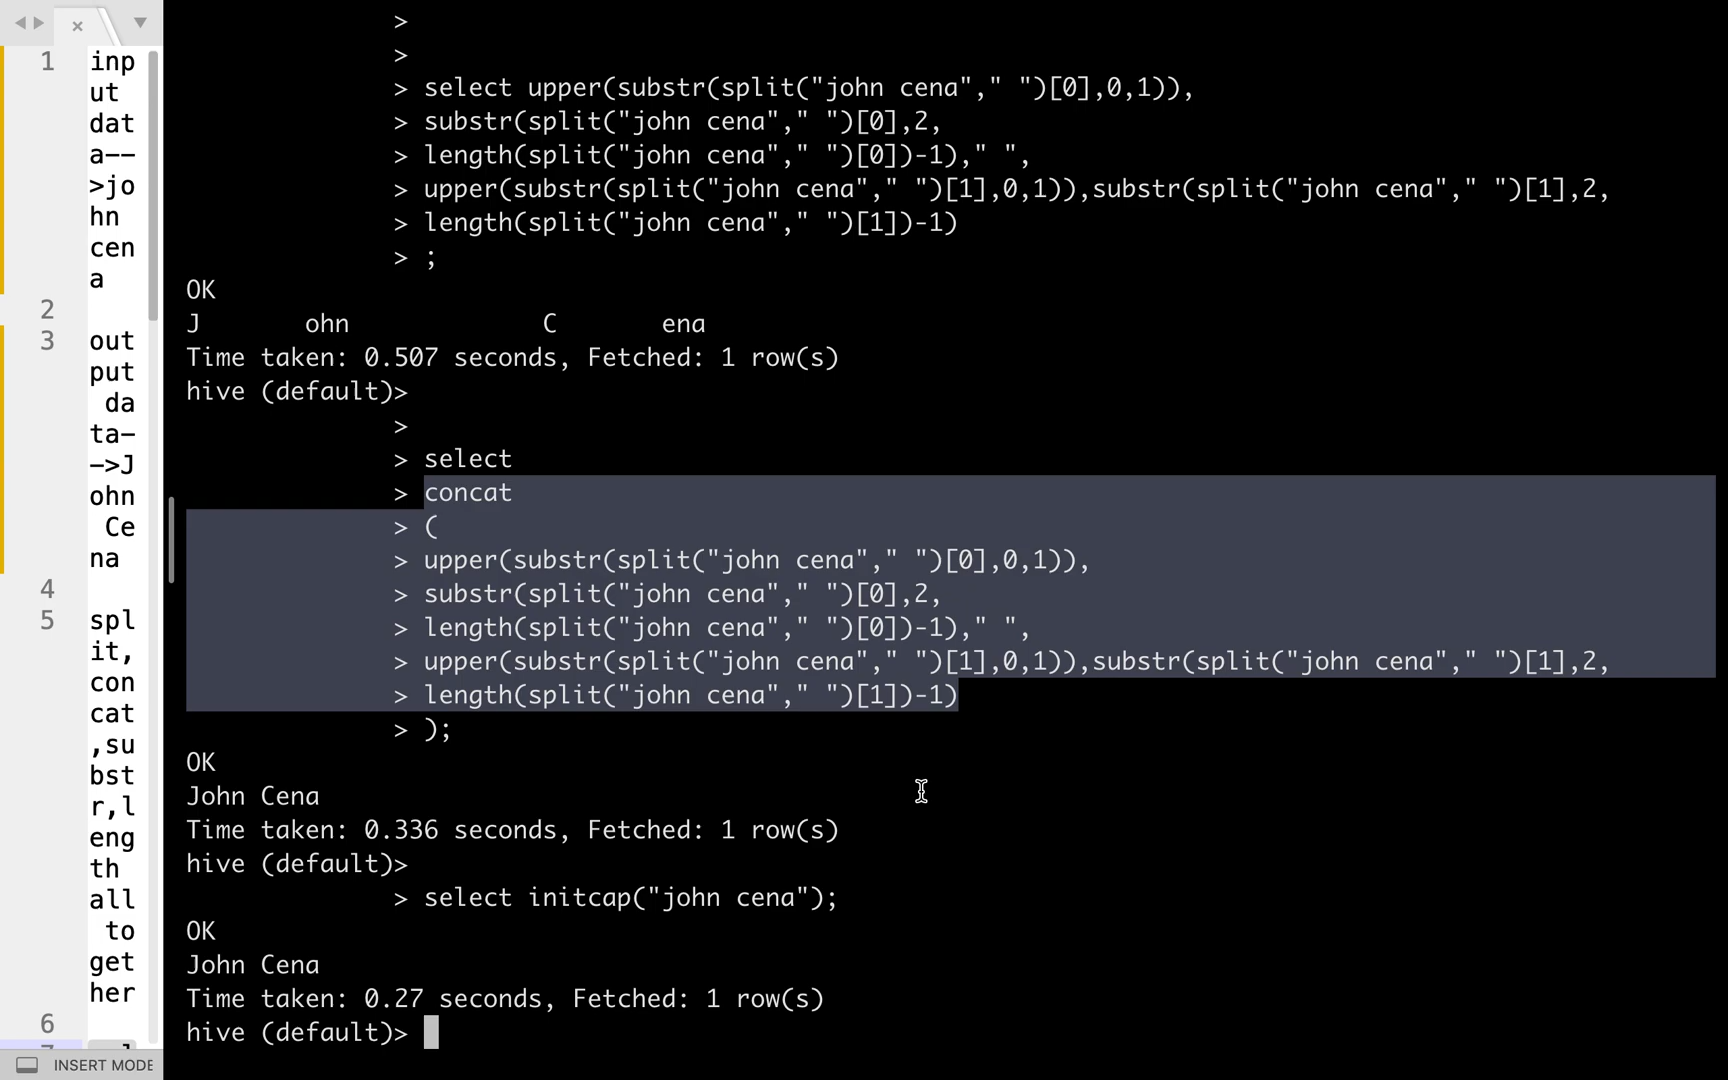 1
inp
ut
dat
a--
>jo
hn
cen
a
2
3
out
put
da
ta-
->J
ohn
Ce
na
4
5
spl
it,
con
cat
,su
bst
r,l
eng
th
all
to
get
her
6
INSERT MODE
>
>
> select upper(substr(split("john cena"," ")[0],0,1)),
> substr(split("john cena"," ")[0],2,
> length(split("john cena"," ")[0])-1)," ",
> upper(substr(split("john cena"," ")[1],0,1)),substr(split("john cena"," ")[1],2,
> length(split("john cena"," ")[1])-1)
> ;
OK
J ohn C ena
Time taken: 0.507 seconds, Fetched: 1 row(s)
hive (default)>
>
> select
> concat
> (
> upper(substr(split("john cena"," ")[0],0,1)),
> substr(split("john cena"," ")[0],2,
> length(split("john cena"," ")[0])-1)," ",
> upper(substr(split("john cena"," ")[1],0,1)),substr(split("john cena"," ")[1],2,
> length(split("john cena"," ")[1])-1)
> );
OK
John Cena
Time taken: 0.336 seconds, Fetched: 1 row(s)
hive (default)>
> select initcap("john cena");
OK
John Cena
Time taken: 0.27 seconds, Fetched: 1 row(s)
hive (default)>